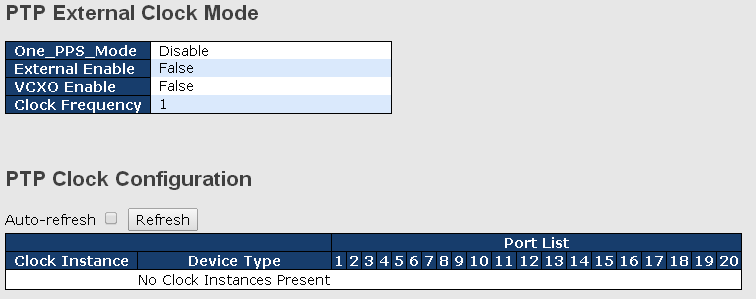 PTP External Clock Mode
One_PPS_Mode Disable
External Enable False
VCXO Enable False
Clock Frequency 1
PTP Clock Configuration
Auto-refresh Refresh
Port List
Clock Instance Device Type 1 2 3 4 5 6 7 8 9 10 11 12 13 14 15 16 17 18 19 20
No Clock Instances Present